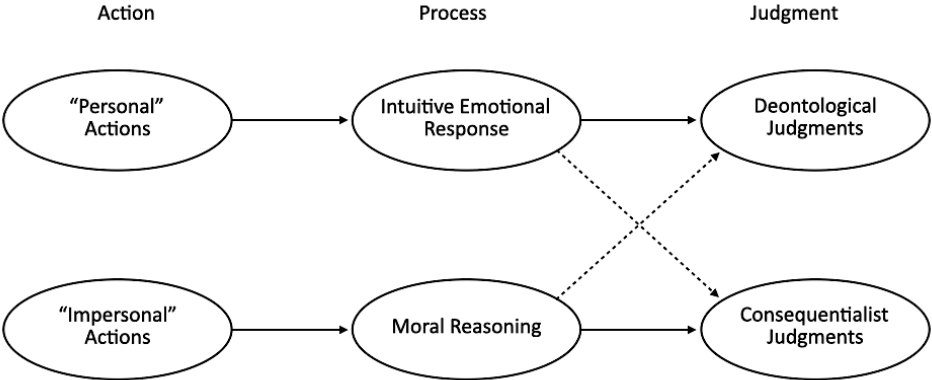 Action
Process
Judgment
“Personal”
Actions
Intuitive Emotional
Response
Deontological
Judgments
“Impersonal”
Actions
Moral Reasoning
Consequentialist
Judgments